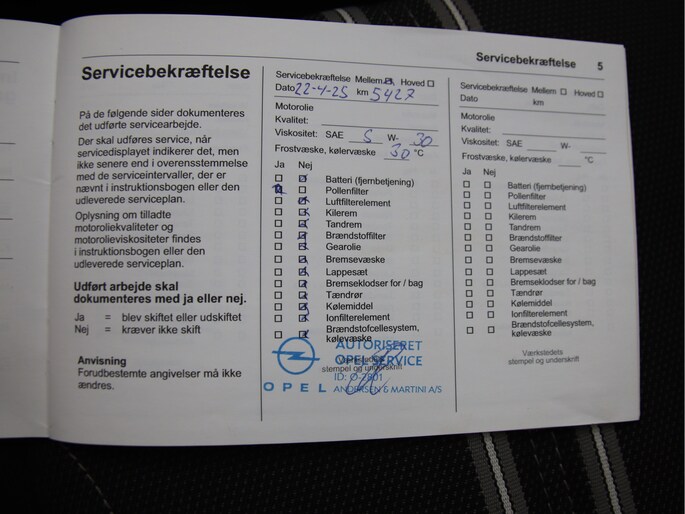 Servicebekræftelse 5
Servicebekræftelse
På de følgende sider dokumenteres
det udførte servicearbejde.
Der skal udføres service, når
servicedisplayet indikerer det, men
ikke senere end i overensstemmelse
med de serviceintervaller, der er
nævnt i instruktionsbogen eller den
udleverede serviceplan.
Oplysning om tilladte
motoroliekvaliteter og
motorolieviskositeter findes
i instruktionsbogen eller den
udleverede serviceplan.
Udført arbejde skal
dokumenteres med ja eller nej.
Ja = blev skiftet eller udskiftet
Nej = kræver ikke skift
Anvisning
Forudbestemte angivelser må ikke
ændres.
Servicebekræftelse Mellem Hoved
Dato 22-4-25 km 5427
Motorolie
Kvalitet:
Viskositet: SAE 5 W- 30
Frostvæske, kølervæske 30 °C
Ja Nej
Batteri (fjernbetjening)
Pollenfilter
Luftfilterelement
Kilerem
Tandrem
Brændstoffilter
Gearolie
Bremsevæske
Lappesæt
Bremseklodser for / bag
Tændrør
Kølemiddel
Ionfilterelement
Brændstofcellesystem,
kølevæske
Værkstedets
stempel og underskrift
AUTORISERET
OPEL SERVICE
OPEL
ANDERSEN & MARTINI A/S
Servicebekræftelse Mellem Hoved
Dato km
Motorolie
Kvalitet:
Viskositet: SAE W-
Frostvæske, kølervæske °C
Ja Nej
Batteri (fjernbetjening)
Pollenfilter
Luftfilterelement
Kilerem
Tandrem
Brændstoffilter
Gearolie
Bremsevæske
Lappesæt
Bremseklodser for / bag
Tændrør
Kølemiddel
Ionfilterelement
Brændstofcellesystem,
kølevæske
Værkstedets
stempel og underskrift